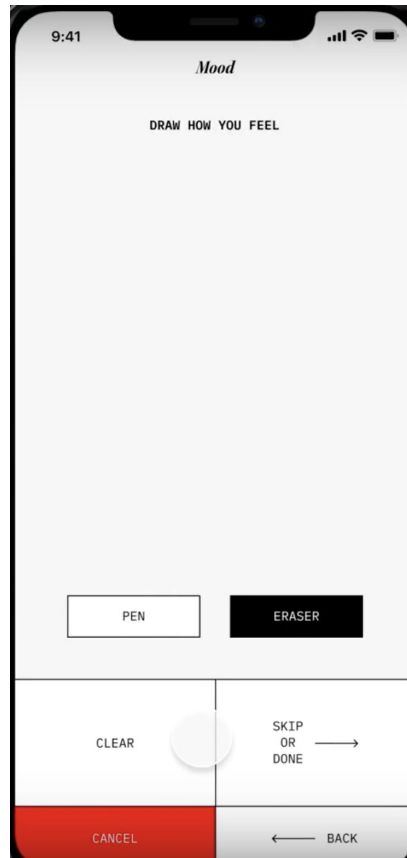 9:41
Mood
DRAW HOW YOU FEEL
PEN
ERASER
CLEAR
SKIP
OR
DONE
CANCEL
BACK